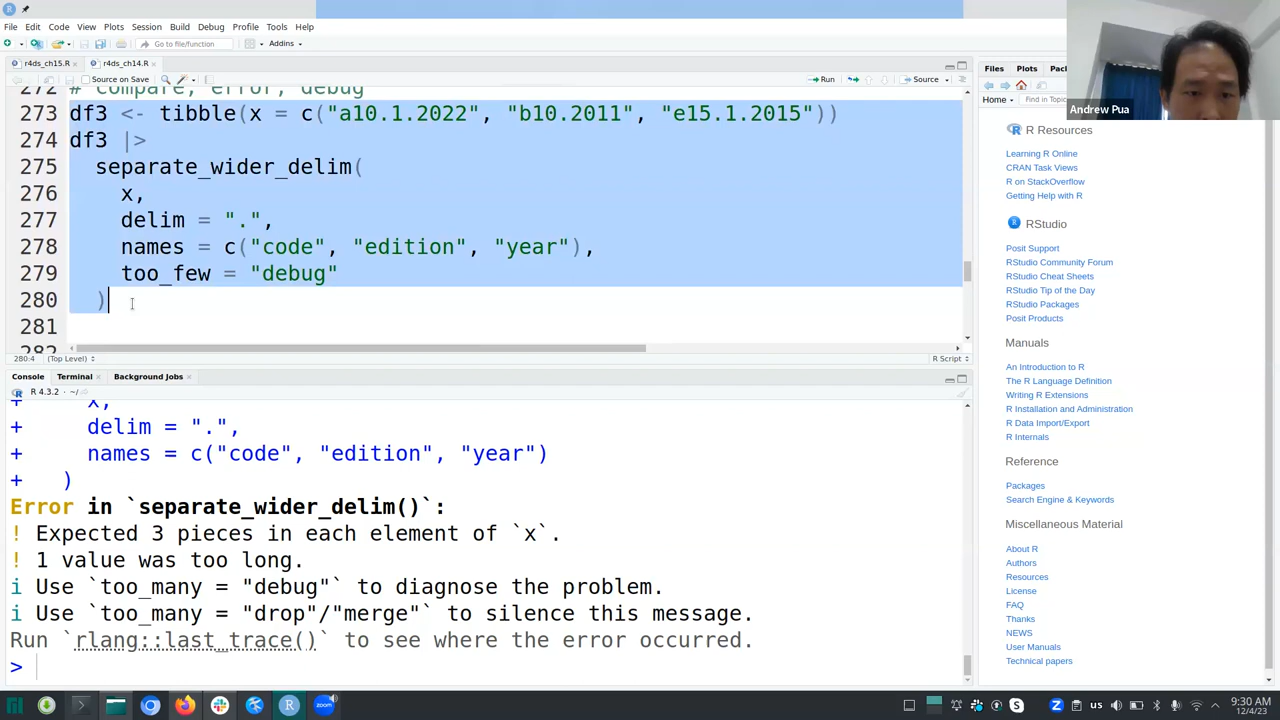 File Edit Code View Plots Session Build Debug Profile Tools Help
Go to file/function
Addins
r4ds_ch15.R
r4ds_ch14.R
Source on Save
Run
Source
272 # compare, error, debug
273 df3 <- tibble(x = c("a10.1.2022", "b10.2011", "e15.1.2015"))
274 df3 |>
275 separate_wider_delim(
276 x,
277 delim = ".",
278 names = c("code", "edition", "year"),
279 too_few = "debug"
280 )
281
282
280:4 (Top Level) R Script
Console Terminal Background Jobs
R 4.3.2 · ~/
+ x,
+ delim = ".",
+ names = c("code", "edition", "year")
+ )
Error in `separate_wider_delim()`:
! Expected 3 pieces in each element of `x`.
! 1 value was too long.
i Use `too_many = "debug"` to diagnose the problem.
i Use `too_many = "drop"/"merge"` to silence this message.
Run `rlang::last_trace()` to see where the error occurred.
>
Andrew Pua
Files Plots
Home
R Resources
Learning R Online
CRAN Task Views
R on StackOverflow
Getting Help with R
RStudio
Posit Support
RStudio Community Forum
RStudio Cheat Sheets
RStudio Tip of the Day
RStudio Packages
Posit Products
Manuals
An Introduction to R
The R Language Definition
Writing R Extensions
R Installation and Administration
R Data Import/Export
R Internals
Reference
Packages
Search Engine & Keywords
Miscellaneous Material
About R
Authors
Resources
License
FAQ
Thanks
NEWS
User Manuals
Technical papers
zoom
us
9:30 AM
12/4/23